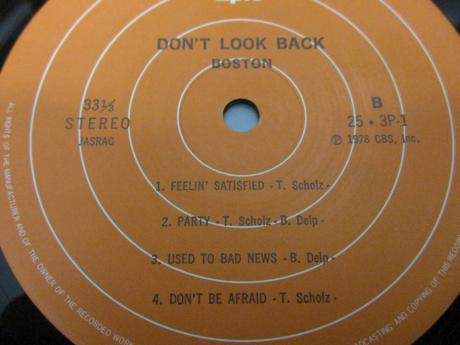 DON'T LOOK BACK
BOSTON
33⅓
STEREO
JASRAC
B
25 • 3P-1
Ⓟ 1978 CBS, Inc.
1. FEELIN' SATISFIED - T. Scholz -
2. PARTY - T. Scholz - B. Delp -
3. USED TO BAD NEWS - B. Delp -
4. DON'T BE AFRAID - T. Scholz -
ALL RIGHTS OF THE MANUFACTURER AND OF THE OWNER OF THE RECORDED WORK
BROADCASTING AND COPYING OF THIS